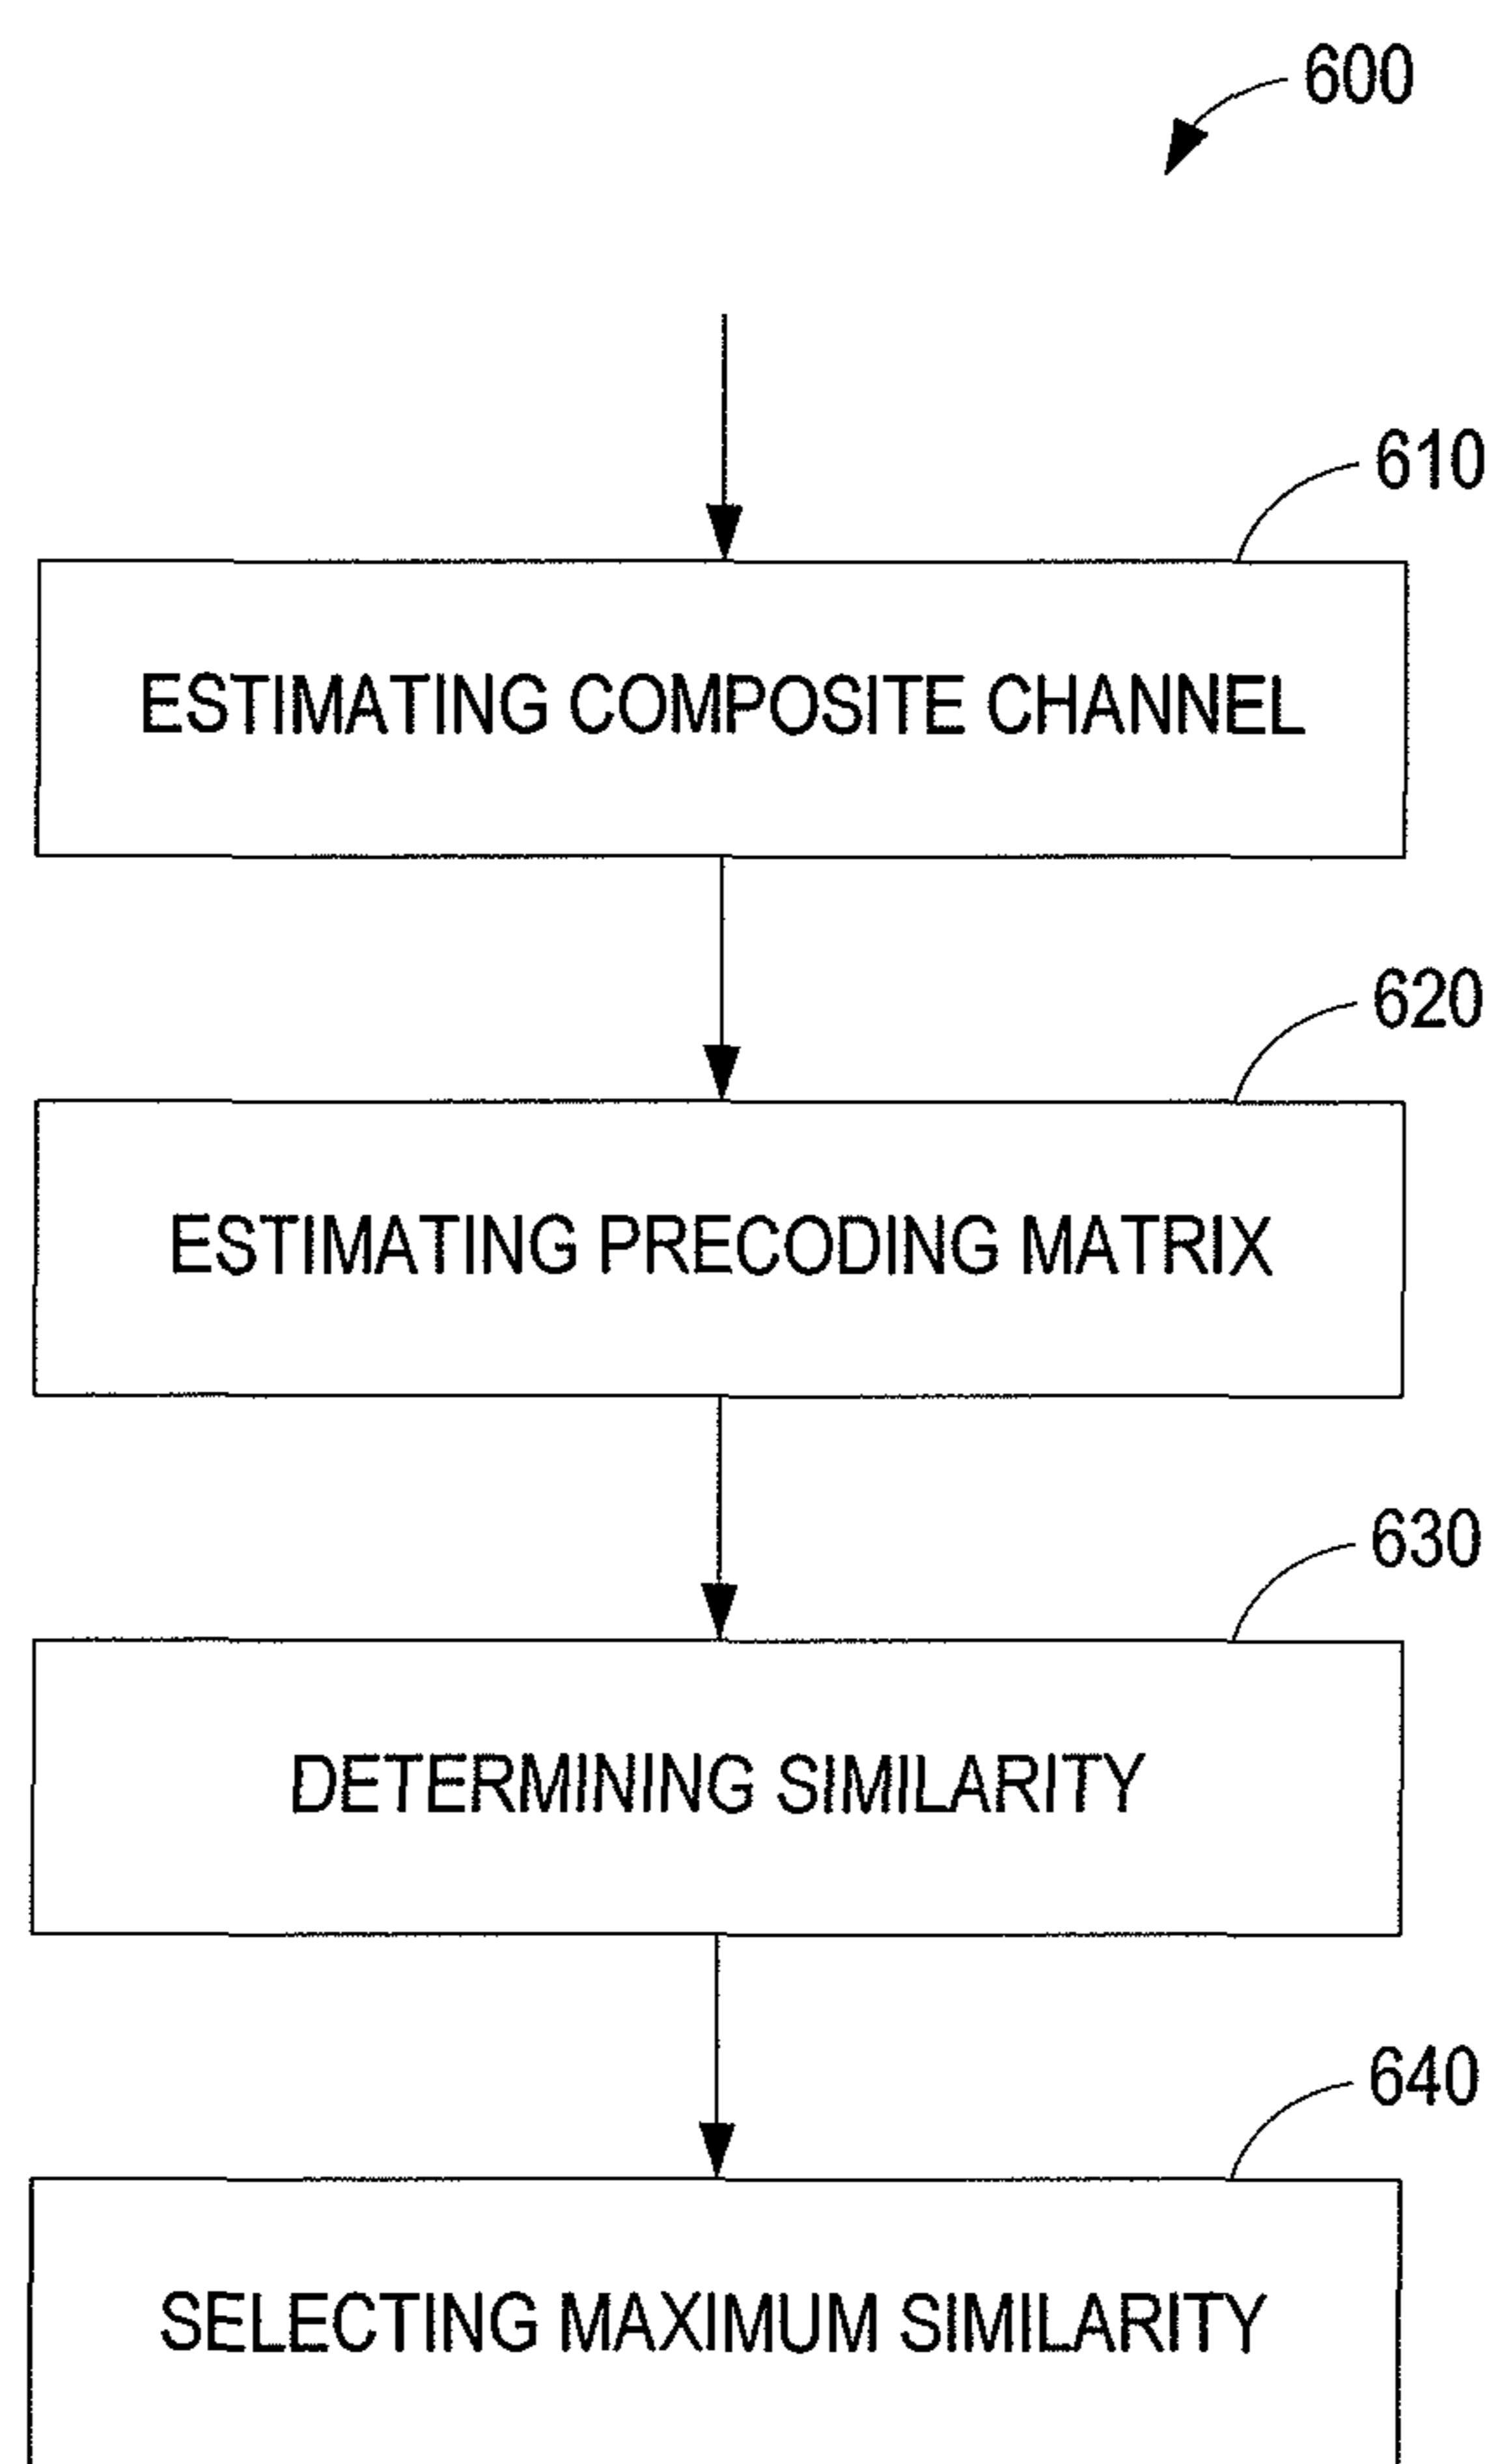 600
610
ESTIMATING COMPOSITE CHANNEL
620
ESTIMATING PRECODING MATRIX
630
DETERMINING SIMILARITY
640
SELECTING MAXIMUM SIMILARITY